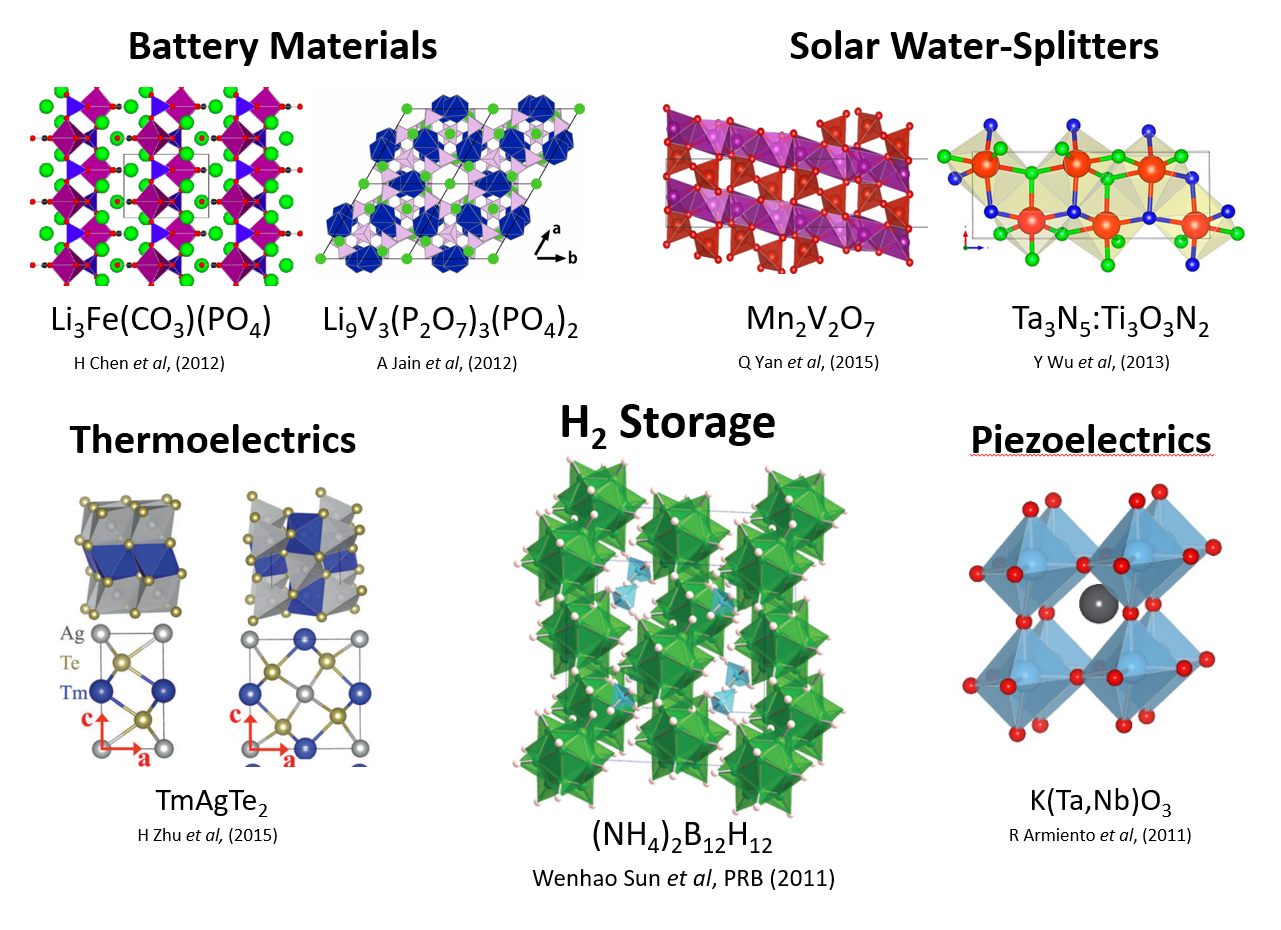 Battery Materials
Solar Water-Splitters
a
b
Li₃Fe(CO₃)(PO₄)
Li₉V₃(P₂O₇)₃(PO₄)₂
Mn₂V₂O₇
Ta₃N₅:Ti₃O₃N₂
H Chen et al, (2012)
A Jain et al, (2012)
Q Yan et al, (2015)
Y Wu et al, (2013)
Thermoelectrics
H₂ Storage
Piezoelectrics
Ag
Te
Tm
c
a
c
a
TmAgTe₂
H Zhu et al, (2015)
(NH₄)₂B₁₂H₁₂
Wenhao Sun et al, PRB (2011)
K(Ta,Nb)O₃
R Armiento et al, (2011)